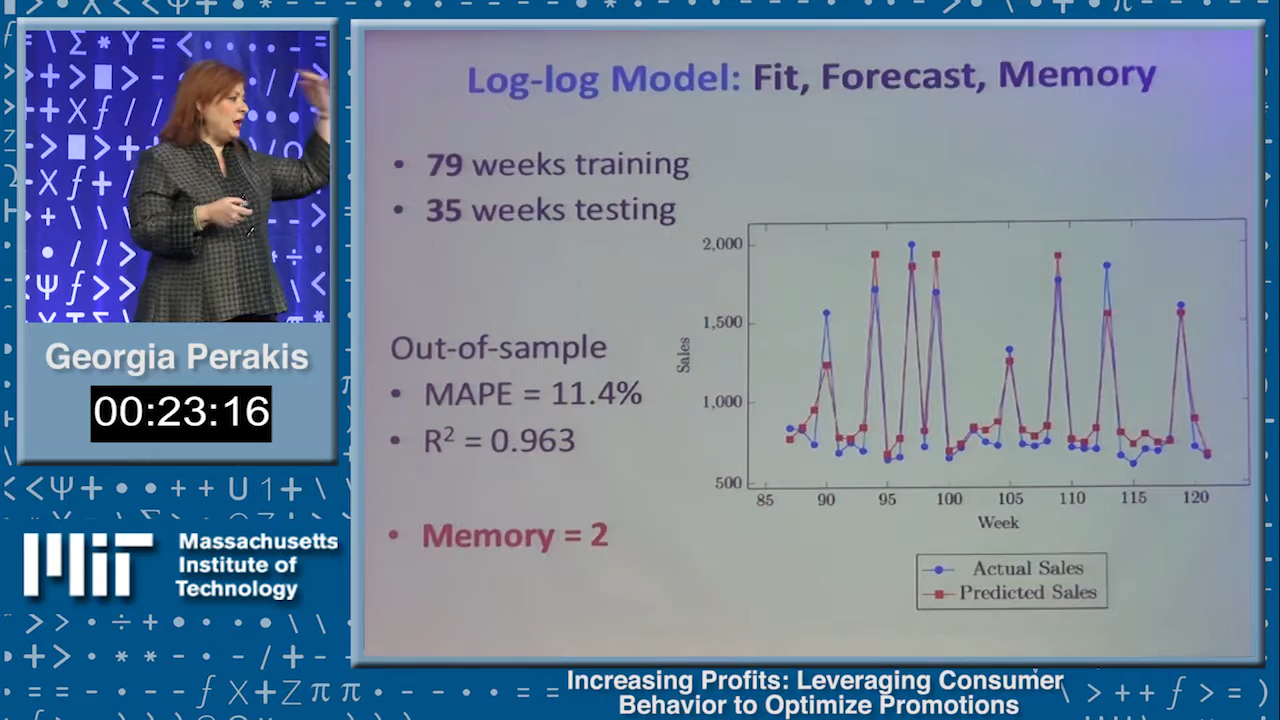 Log-log Model: Fit, Forecast, Memory
• 79 weeks training
• 35 weeks testing
Out-of-sample
• MAPE = 11.4%
• R² = 0.963
• Memory = 2
2,000
1,500
1,000
500
Sales
85 90 95 100 105 110 115 120
Week
Actual Sales
Predicted Sales
Georgia Perakis
00:23:16
MIT
Massachusetts
Institute of
Technology
Increasing Profits: Leveraging Consumer
Behavior to Optimize Promotions